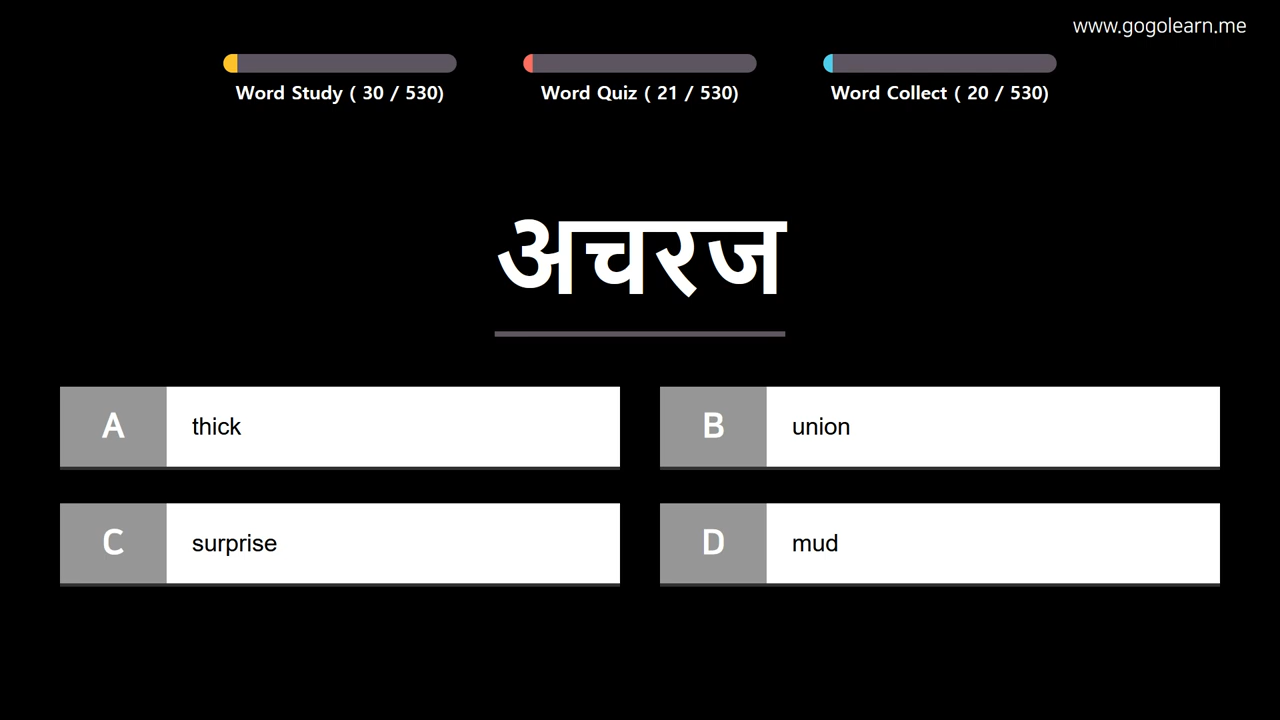 www.gogolearn.me
Word Study ( 30 / 530)
Word Quiz ( 21 / 530)
Word Collect ( 20 / 530)
अचरज
A thick
B union
C surprise
D mud